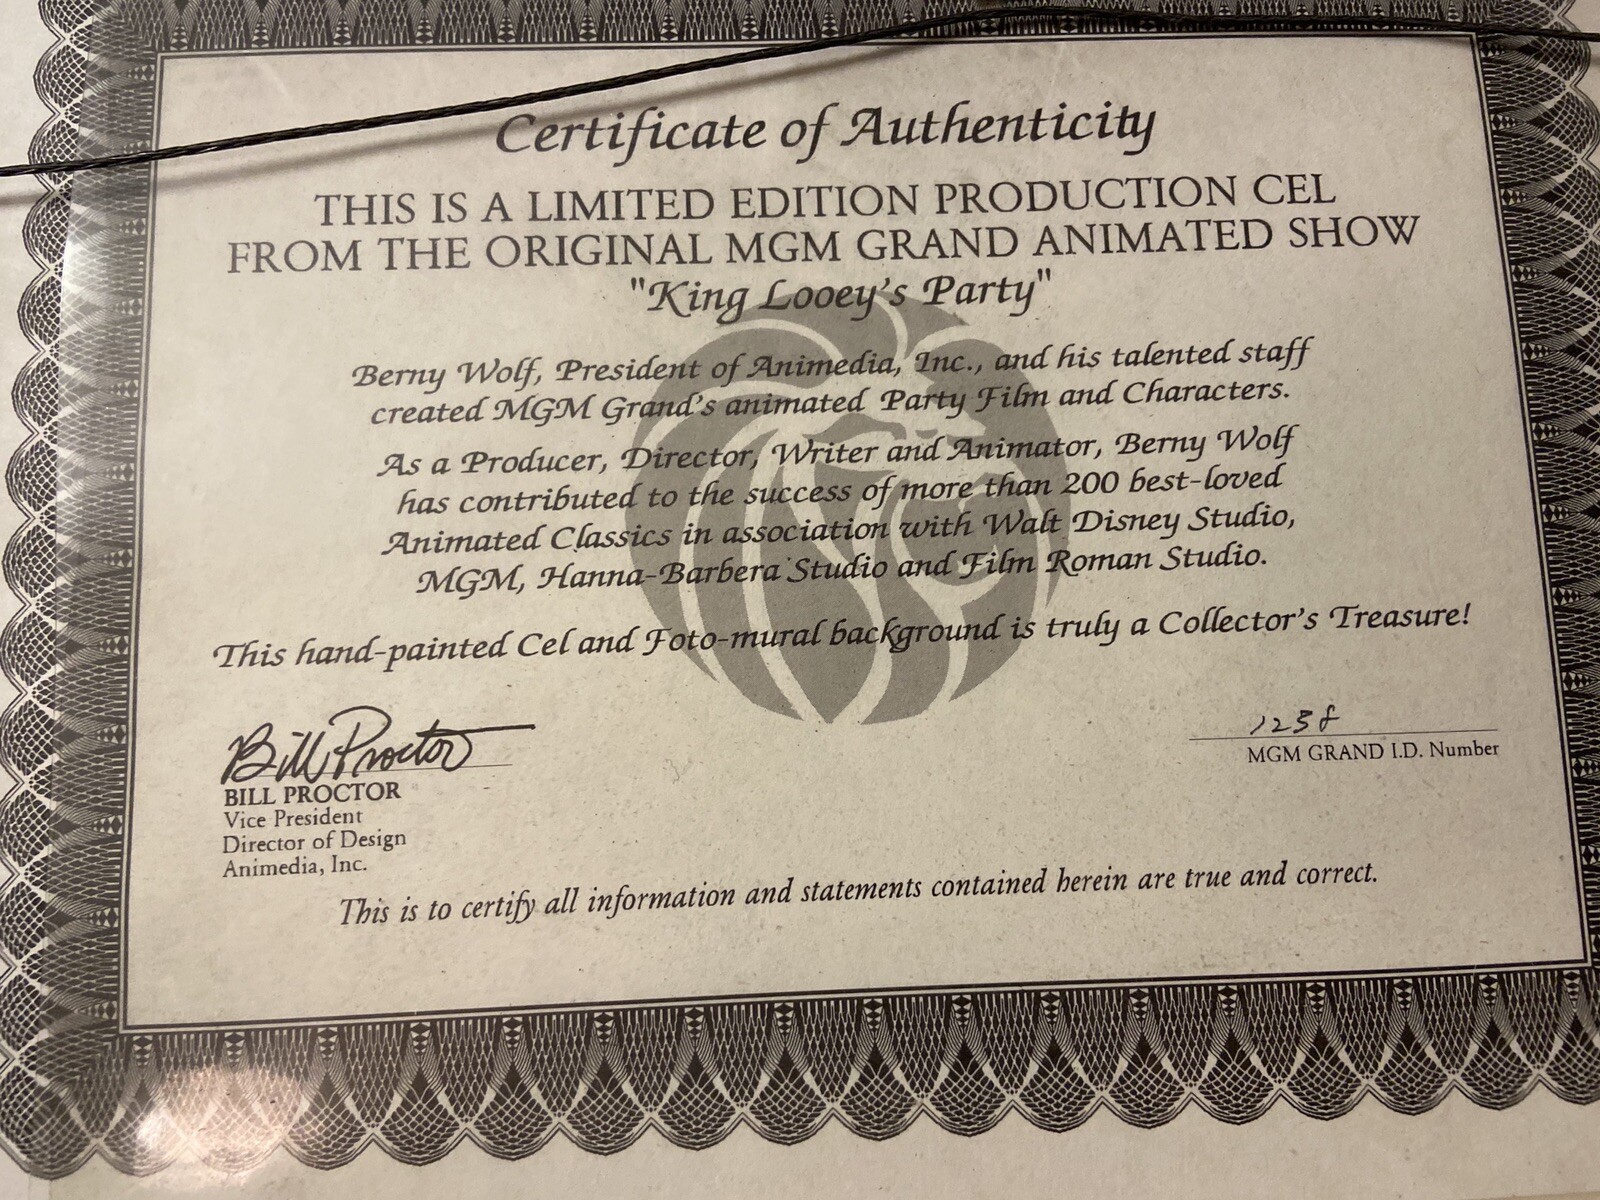 Certificate of Authenticity
THIS IS A LIMITED EDITION PRODUCTION CEL
FROM THE ORIGINAL MGM GRAND ANIMATED SHOW
"King Looey's Party"
Berny Wolf, President of Animedia, Inc., and his talented staff
created MGM Grand's animated Party Film and Characters.
As a Producer, Director, Writer and Animator, Berny Wolf
has contributed to the success of more than 200 best-loved
Animated Classics in association with Walt Disney Studio,
MGM, Hanna-Barbera Studio and Film Roman Studio.
This hand-painted Cel and Foto-mural background is truly a Collector's Treasure!
Bill Proctor
BILL PROCTOR
Vice President
Director of Design
Animedia, Inc.
MGM GRAND I.D. Number
This is to certify all information and statements contained herein are true and correct.